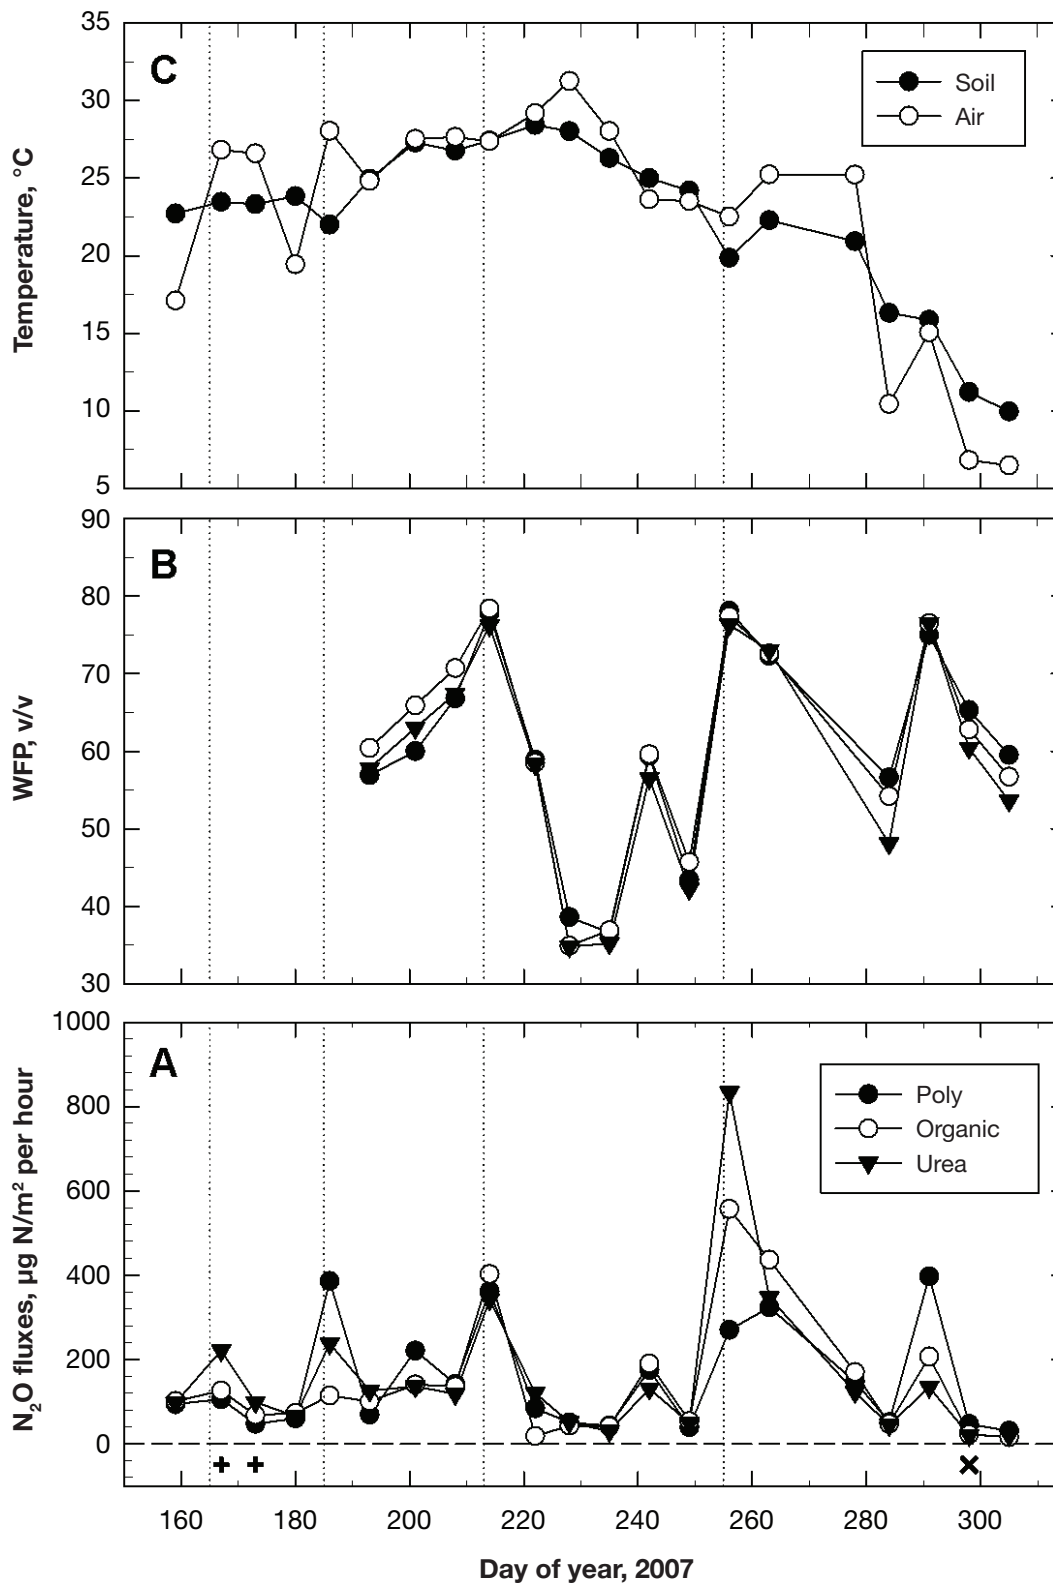 C
Soil
Air
Temperature, °C
35
30
25
20
15
10
5
B
WFP, v/v
90
80
70
60
50
40
30
A
Poly
Organic
Urea
N₂O fluxes, µg N/m² per hour
1000
800
600
400
200
0
160 180 200 220 240 260 280 300
Day of year, 2007